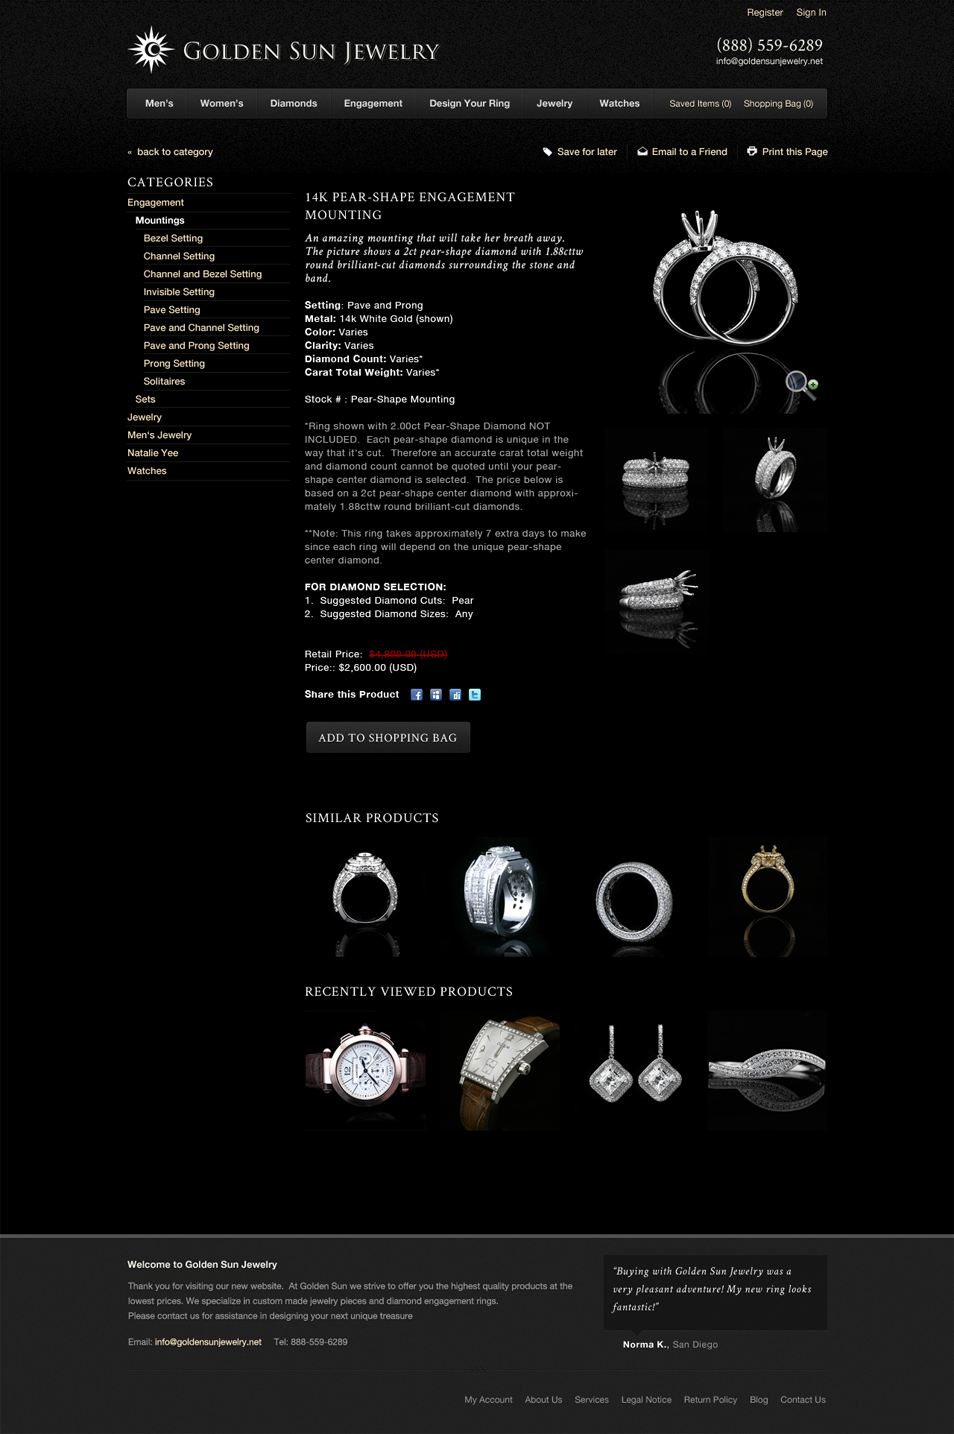 Register Sign In
GOLDEN SUN JEWELRY
(888) 559-6289
info@goldensunjewelry.net
Men's Women's Diamonds Engagement Design Your Ring Jewelry Watches Saved Items (0) Shopping Bag (0)
« back to category
Save for later Email to a Friend Print this Page
CATEGORIES
Engagement
Mountings
Bezel Setting
Channel Setting
Channel and Bezel Setting
Invisible Setting
Pave Setting
Pave and Channel Setting
Pave and Prong Setting
Prong Setting
Solitaires
Sets
Jewelry
Men's Jewelry
Natalie Yee
Watches
14K PEAR-SHAPE ENGAGEMENT
MOUNTING
An amazing mounting that will take her breath away.
The picture shows a 2ct pear-shape diamond with 1.88cttw
round brilliant-cut diamonds surrounding the stone and
band.
Setting: Pave and Prong
Metal: 14k White Gold (shown)
Color: Varies
Clarity: Varies
Diamond Count: Varies*
Carat Total Weight: Varies*
Stock # : Pear-Shape Mounting
*Ring shown with 2.00ct Pear-Shape Diamond NOT
INCLUDED. Each pear-shape diamond is unique in the
way that it's cut. Therefore an accurate carat total weight
and diamond count cannot be quoted until your pear-
shape center diamond is selected. The price below is
based on a 2ct pear-shape center diamond with approxi-
mately 1.88cttw round brilliant-cut diamonds.
**Note: This ring takes approximately 7 extra days to make
since each ring will depend on the unique pear-shape
center diamond.
FOR DIAMOND SELECTION:
1. Suggested Diamond Cuts: Pear
2. Suggested Diamond Sizes: Any
Retail Price: $4,800.00 (USD)
Price:: $2,600.00 (USD)
Share this Product
ADD TO SHOPPING BAG
SIMILAR PRODUCTS
RECENTLY VIEWED PRODUCTS
Welcome to Golden Sun Jewelry
Thank you for visiting our new website. At Golden Sun we strive to offer you the highest quality products at the
lowest prices. We specialize in custom made jewelry pieces and diamond engagement rings.
Please contact us for assistance in designing your next unique treasure
Email: info@goldensunjewelry.net Tel: 888-559-6289
"Buying with Golden Sun Jewelry was a
very pleasant adventure! My new ring looks
fantastic!"
Norma K., San Diego
My Account About Us Services Legal Notice Return Policy Blog Contact Us